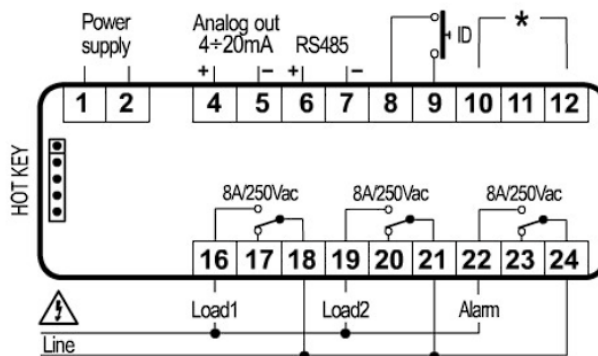 Power supply
Analog out 4÷20mA
RS485
ID
*
+ – + –
1 2 4 5 6 7 8 9 10 11 12
HOT KEY
8A/250Vac 8A/250Vac 8A/250Vac
16 17 18 19 20 21 22 23 24
Load1 Load2 Alarm
Line